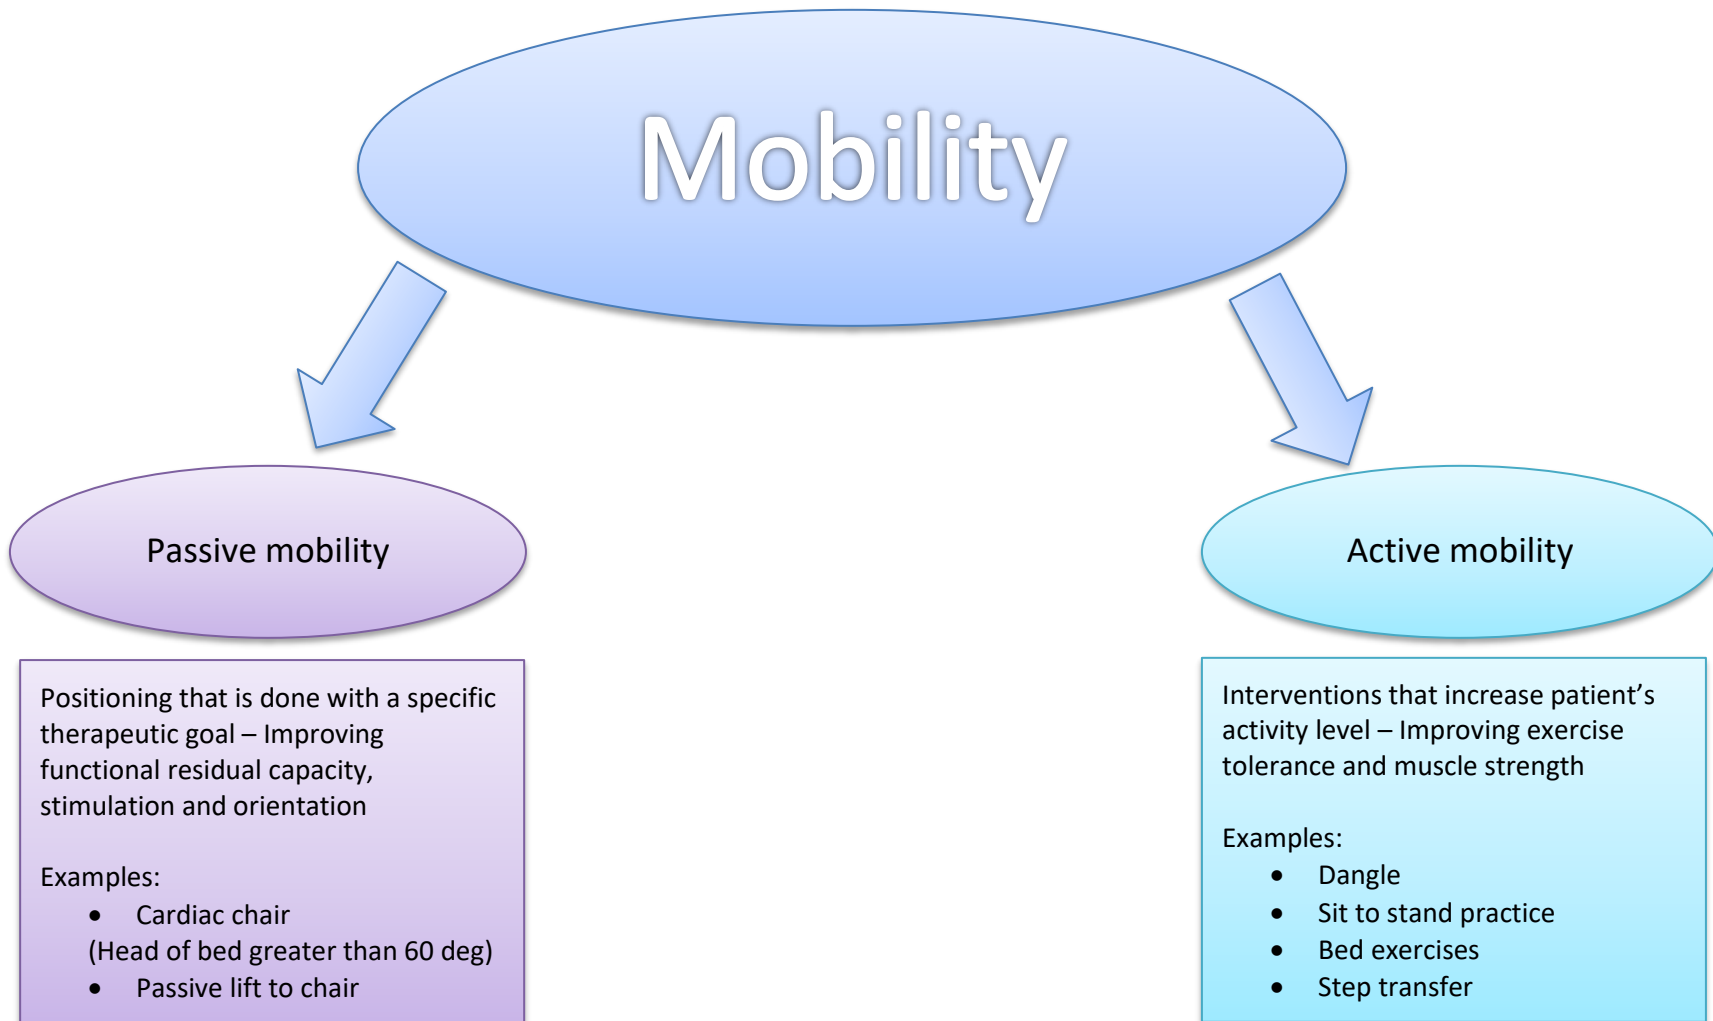 Mobility
Passive mobility
Positioning that is done with a specific
therapeutic goal – Improving
functional residual capacity,
stimulation and orientation
Examples:
• Cardiac chair
(Head of bed greater than 60 deg)
• Passive lift to chair
Active mobility
Interventions that increase patient’s
activity level – Improving exercise
tolerance and muscle strength
Examples:
• Dangle
• Sit to stand practice
• Bed exercises
• Step transfer